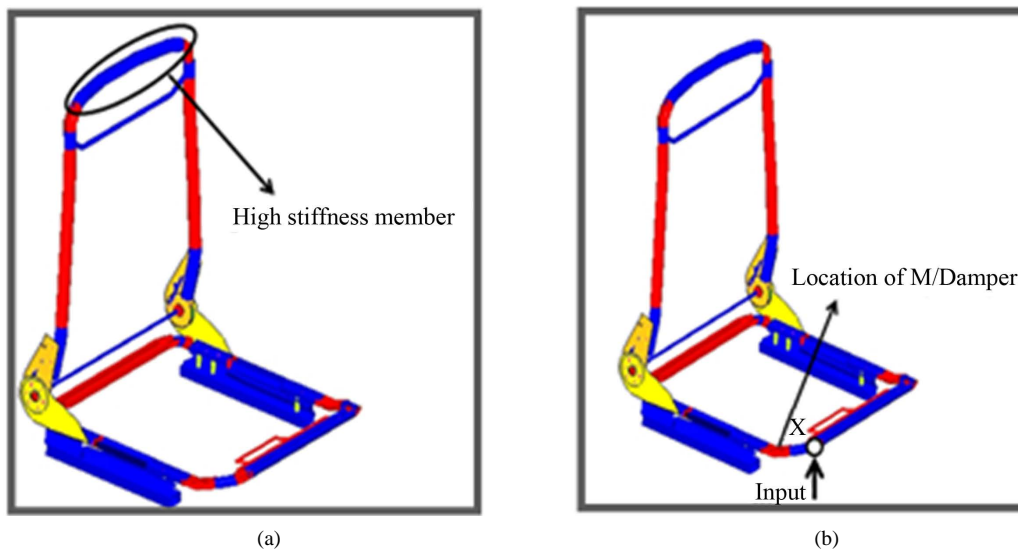 High stiffness member
Location of M/Damper
X
Input
(a)
(b)